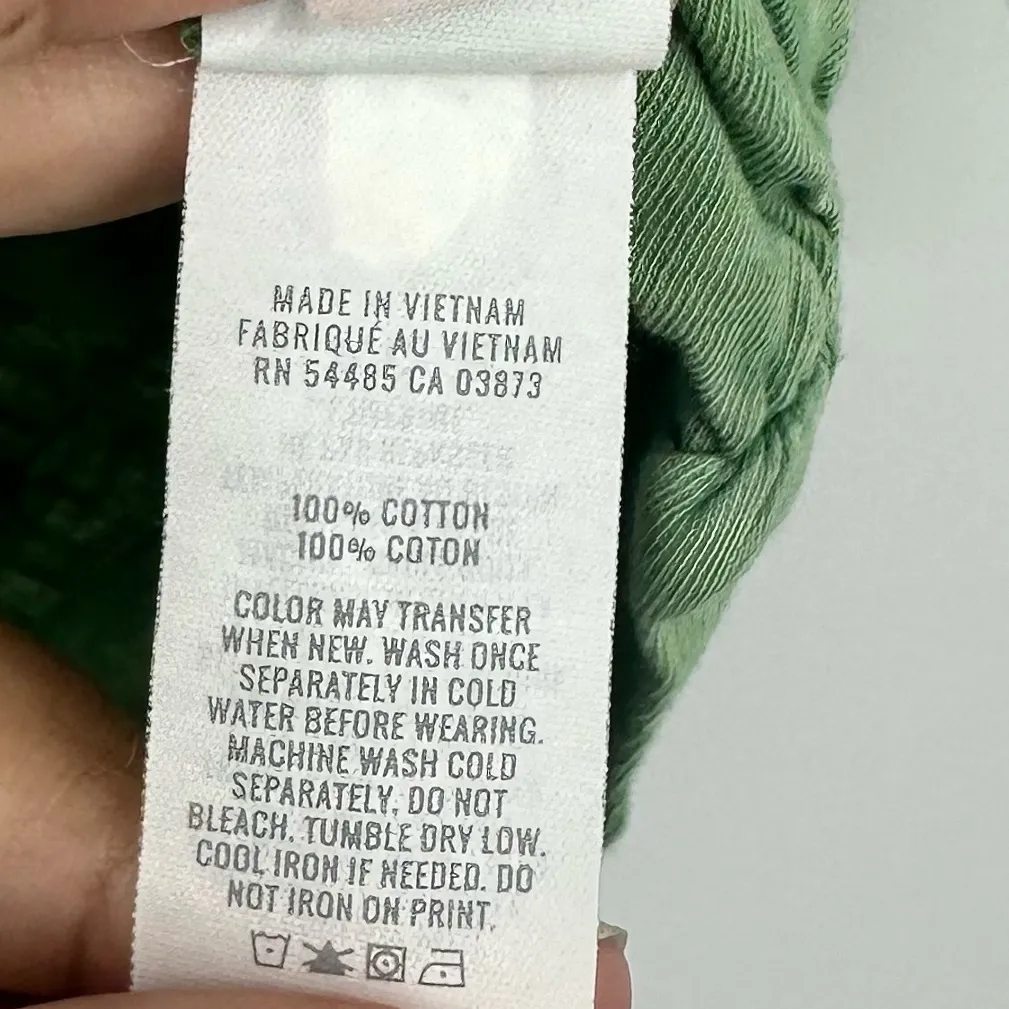 MADE IN VIETNAM
FABRIQUÉ AU VIETNAM
RN 54485 CA 03873
100% COTTON
100% COTON
COLOR MAY TRANSFER
WHEN NEW. WASH ONCE
SEPARATELY IN COLD
WATER BEFORE WEARING.
MACHINE WASH COLD
SEPARATELY. DO NOT
BLEACH. TUMBLE DRY LOW.
COOL IRON IF NEEDED. DO
NOT IRON ON PRINT.